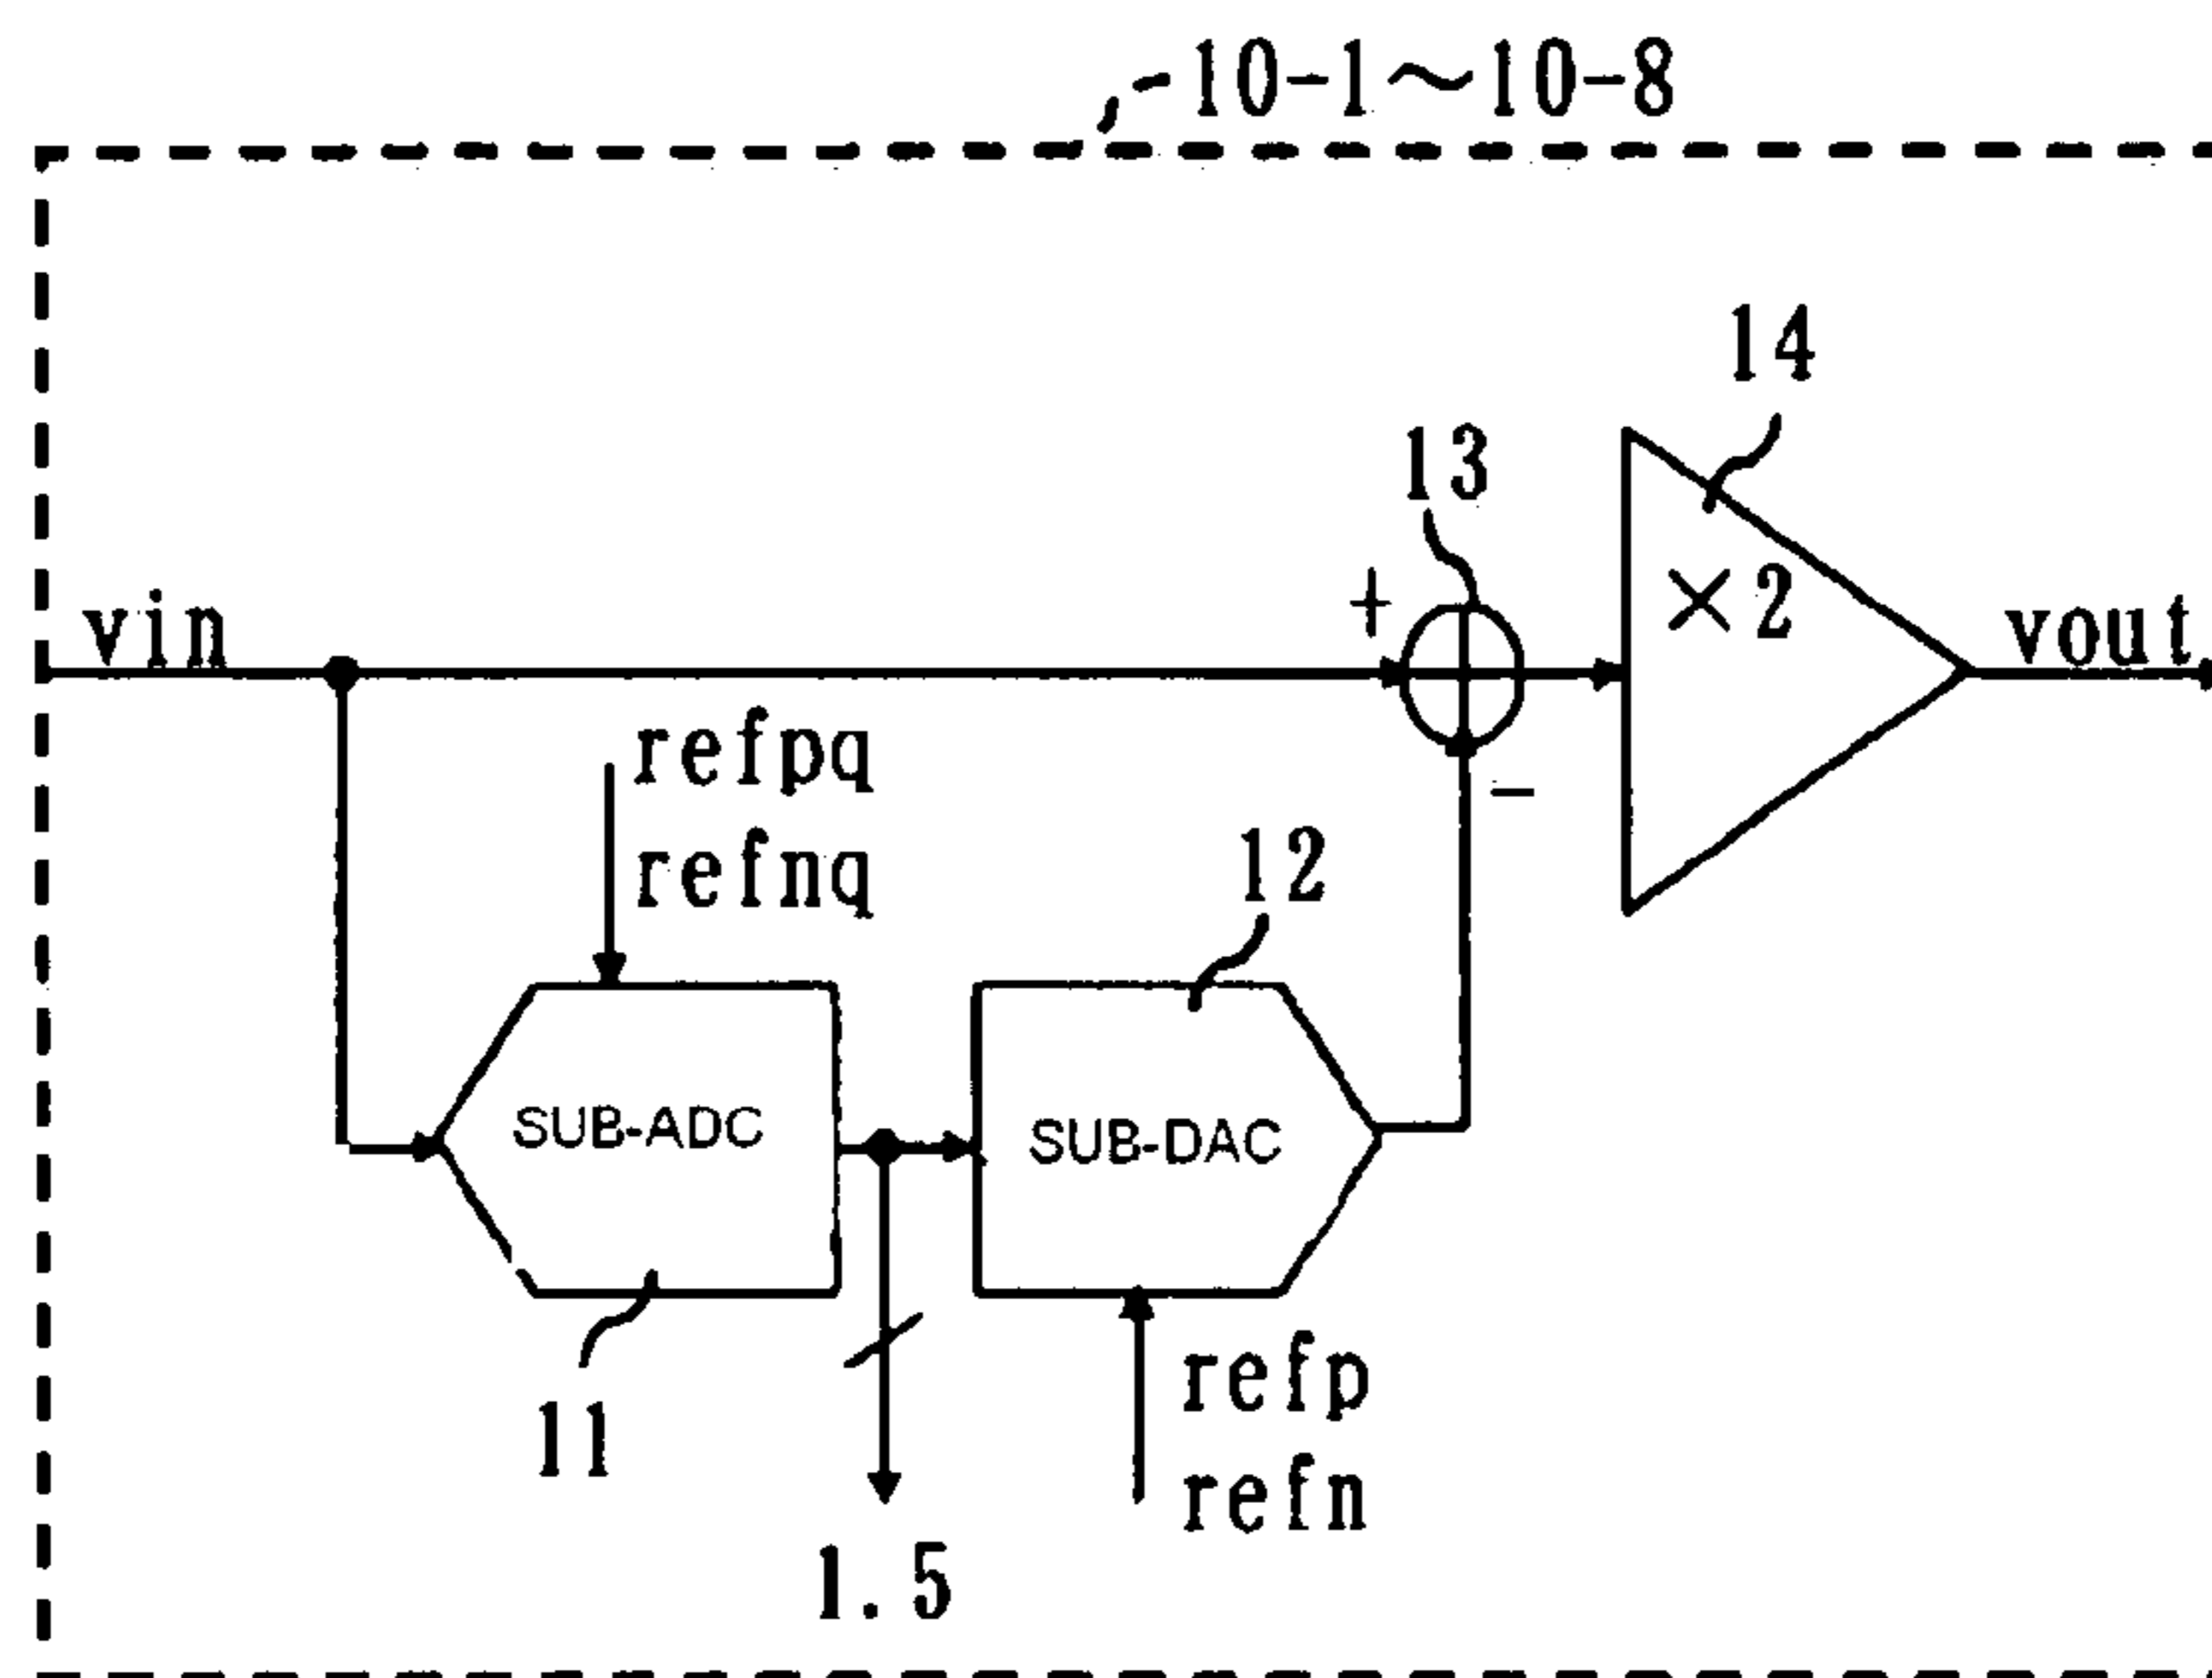 10-1~10-8
14
13
+
×2
vin
vout
refpq
-
refnq
12
SUB-ADC
SUB-DAC
11
refp
refn
1.5